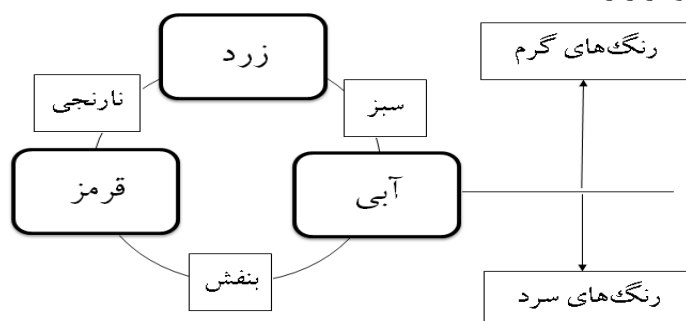 زرد
رنگ‌های گرم
نارنجی
سبز
قرمز
آبی
بنفش
رنگ‌های سرد